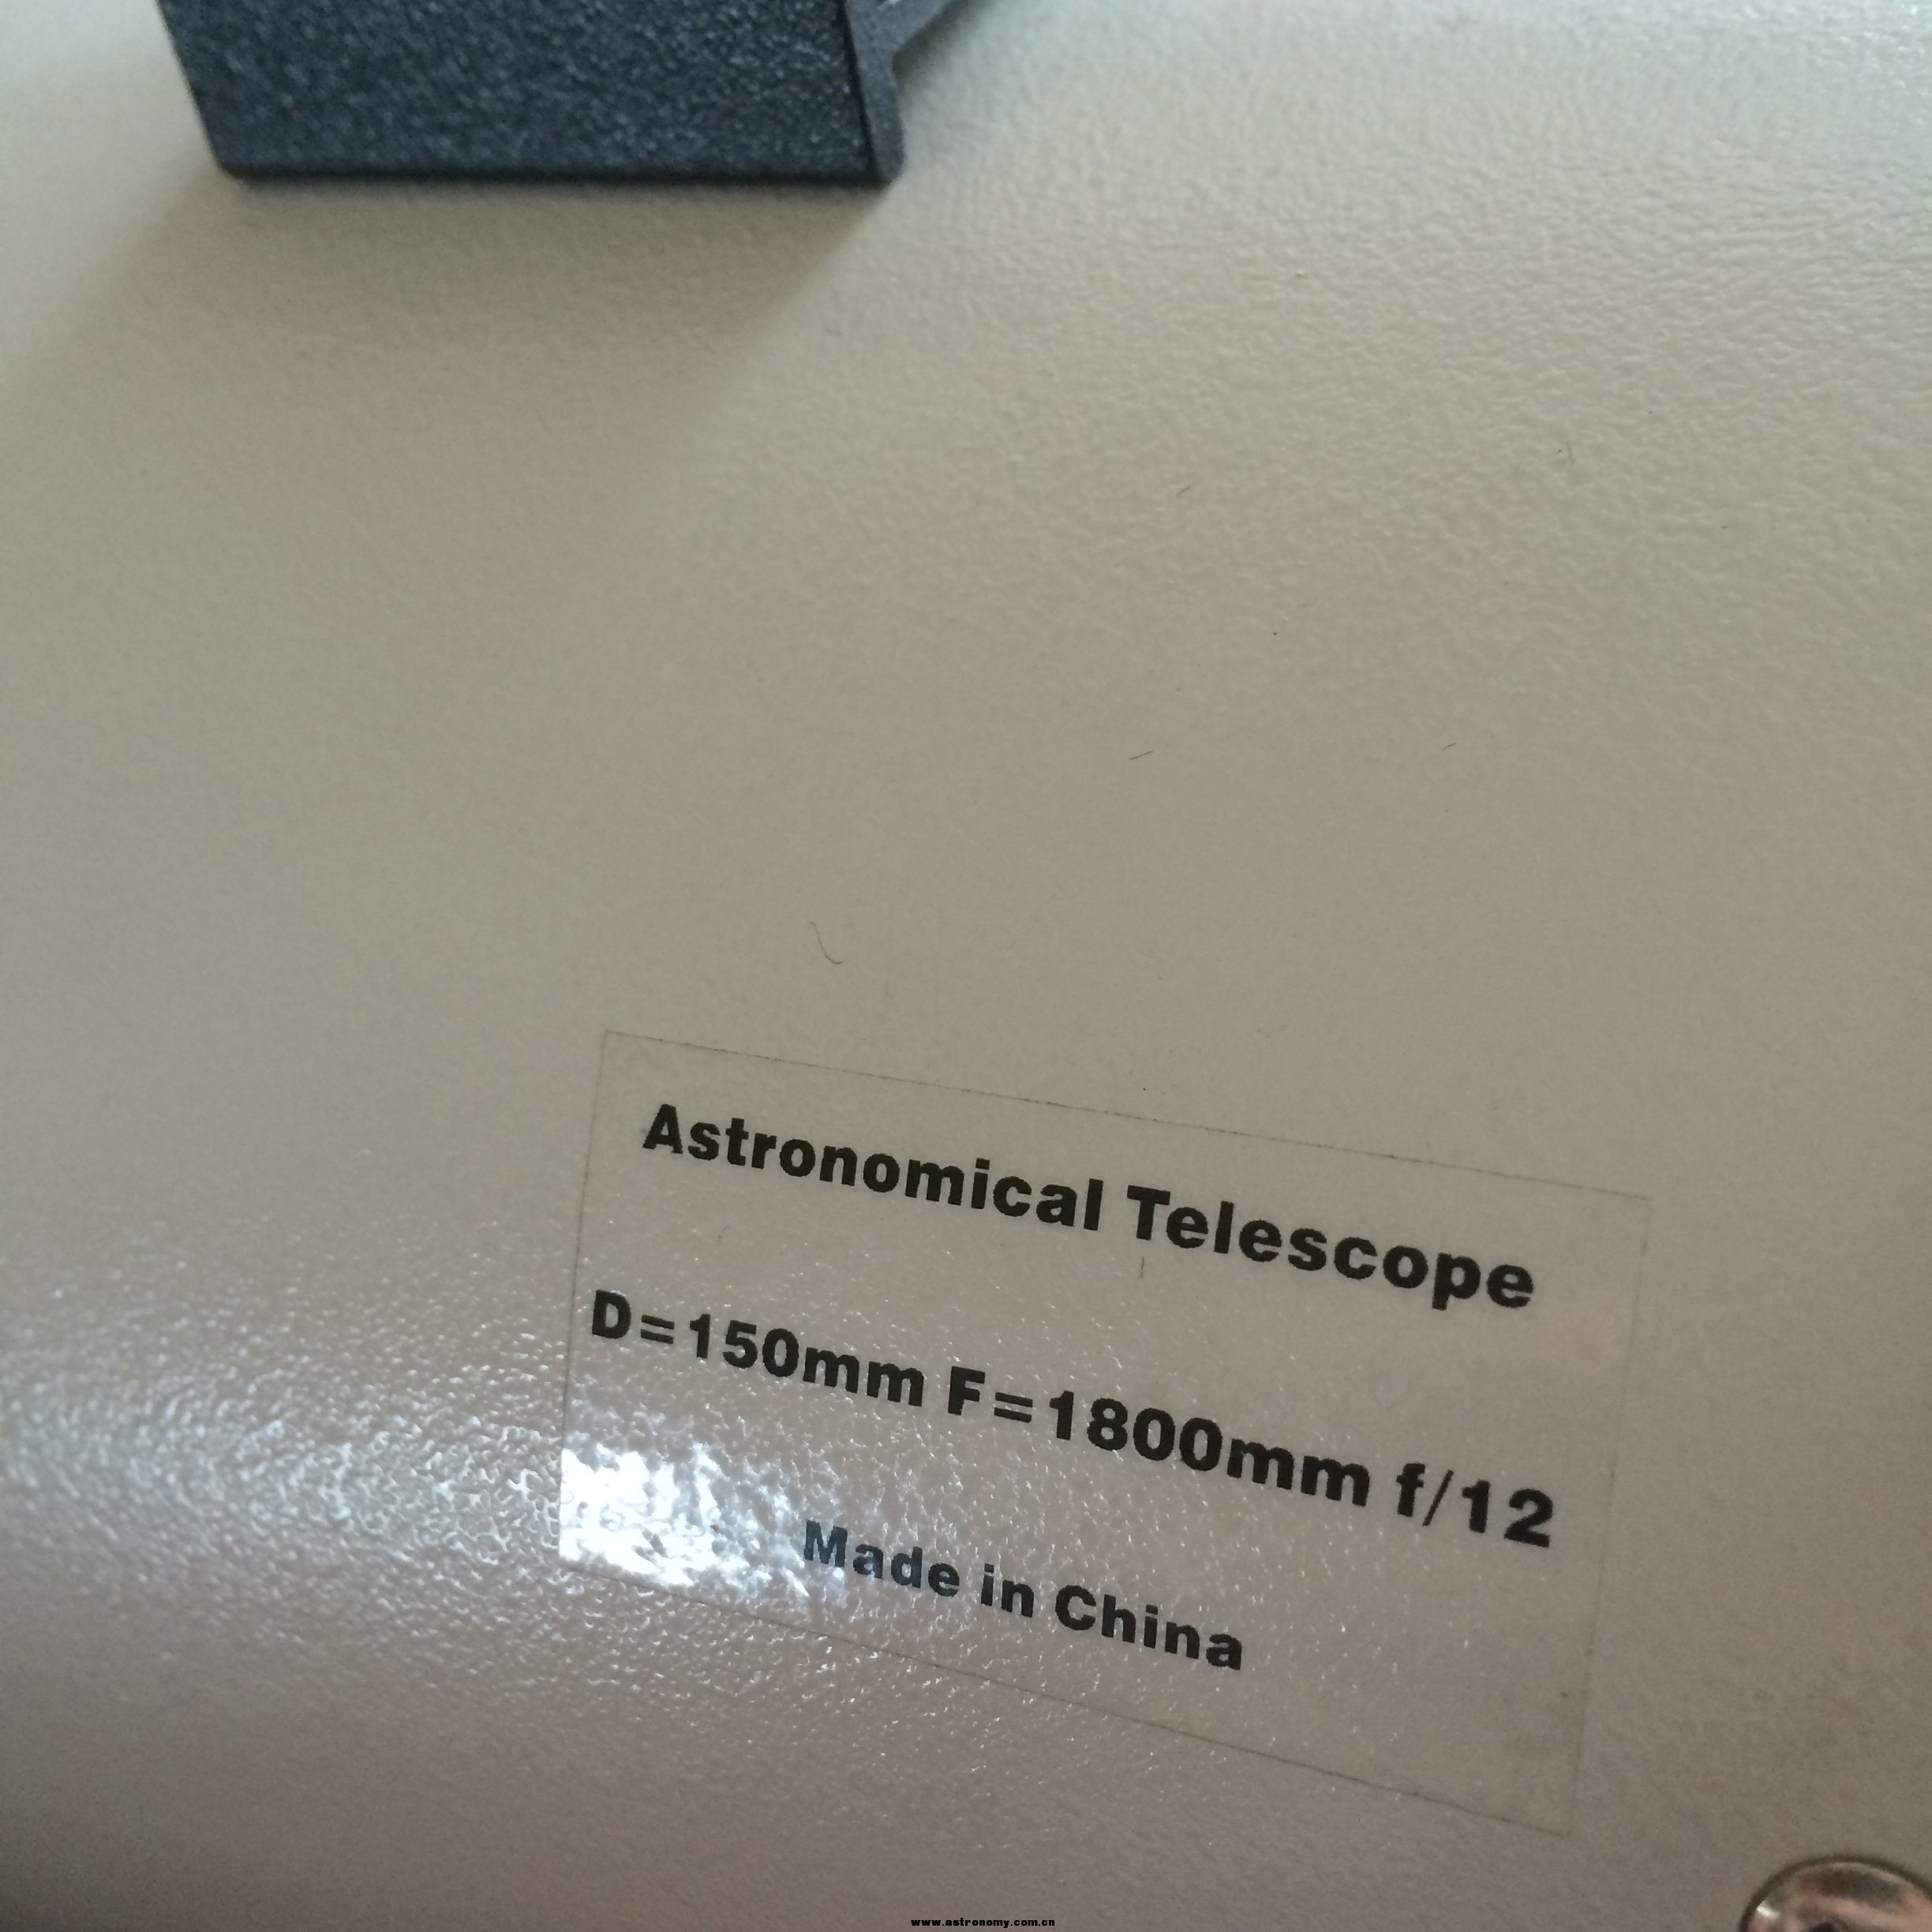 Astronomical Telescope
D=150mm F=1800mm f/12
Made in China
www.astronomy.com.cn